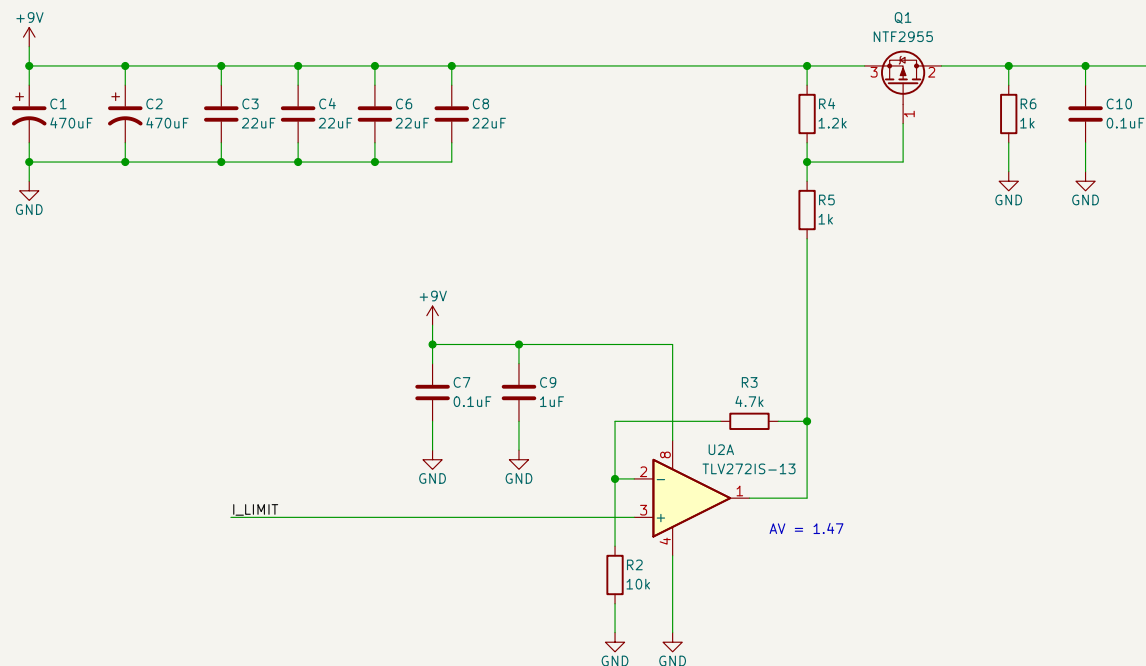 +9V
Q1
NTF2955
3
2
1
C1
470uF
C2
470uF
C3
22uF
C4
22uF
C6
22uF
C8
22uF
R4
1.2k
R6
1k
C10
0.1uF
+
+
GND
R5
1k
GND
GND
+9V
C7
0.1uF
C9
1uF
R3
4.7k
GND
GND
U2A
TLV272IS-13
8
2
-
1
3
+
4
I_LIMIT
AV = 1.47
R2
10k
GND
GND